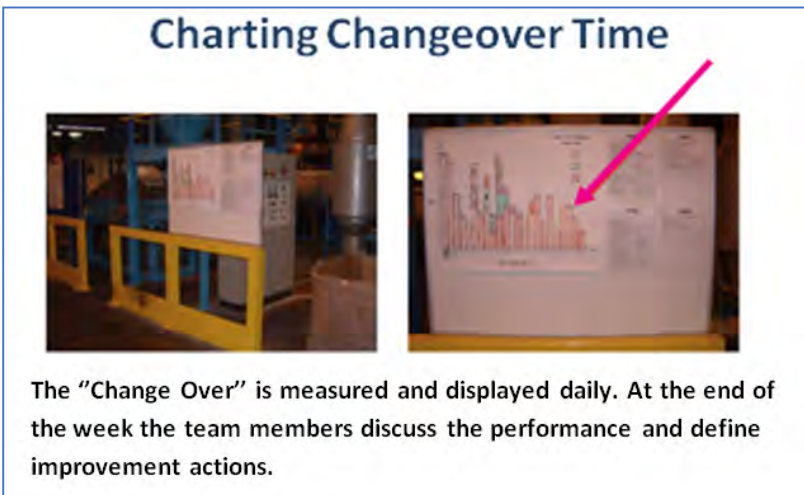 Charting Changeover Time
The ‘’Change Over’’ is measured and displayed daily. At the end of
the week the team members discuss the performance and define
improvement actions.